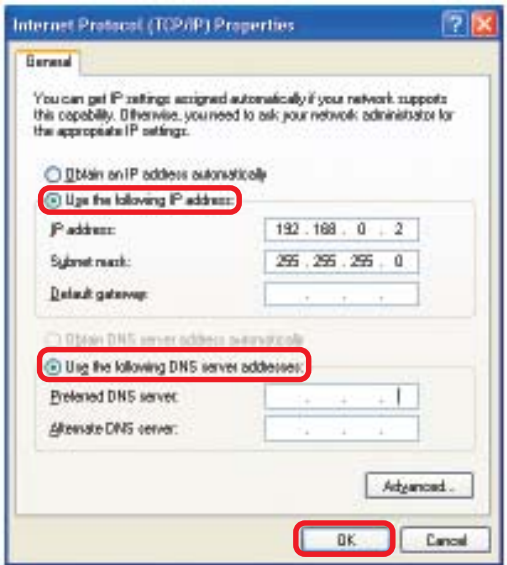 Internet Protocol (TCP/IP) Properties
General
You can get IP settings assigned automatically if your network supports
this capability. Otherwise, you need to ask your network administrator for
the appropriate IP settings.
Obtain an IP address automatically
Use the following IP address:
IP address: 192 . 168 . 0 . 2
Subnet mask: 255 . 255 . 255 . 0
Default gateway: . . .
Obtain DNS server address automatically
Use the following DNS server addresses:
Preferred DNS server: . . .
Alternate DNS server: . . .
Advanced...
OK Cancel